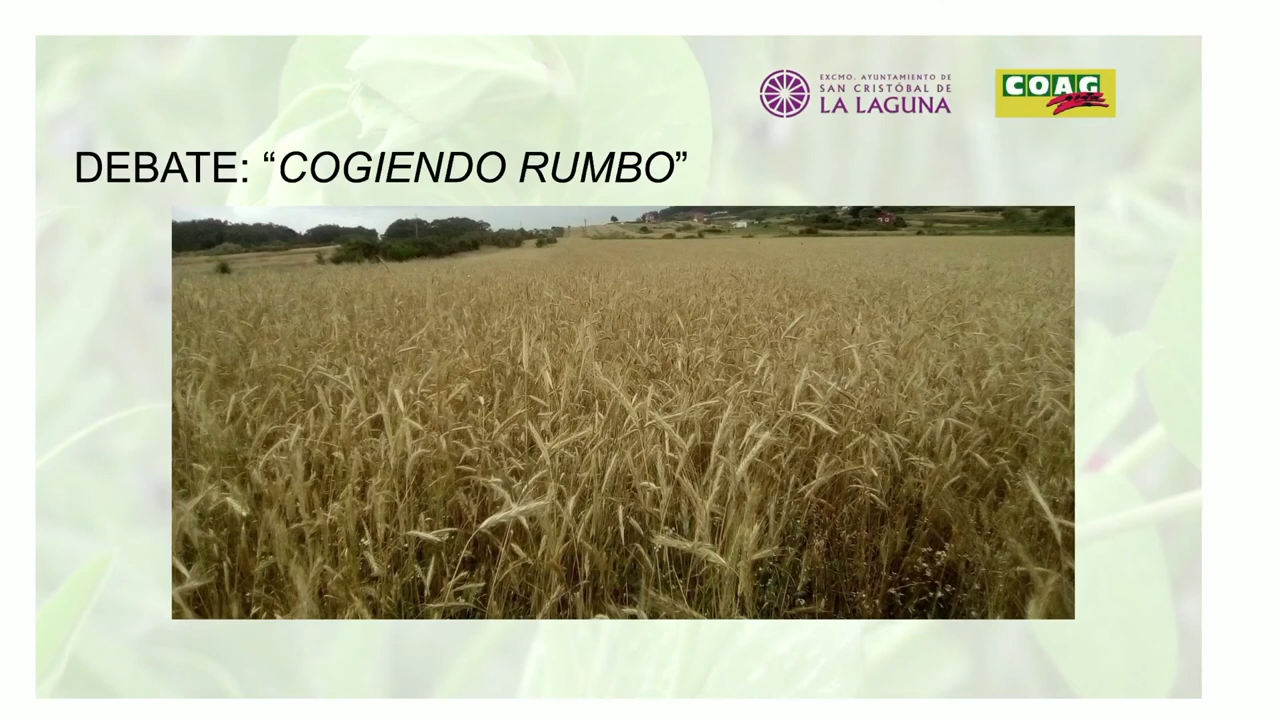 EXCMO. AYUNTAMIENTO DE
SAN CRISTÓBAL DE
LA LAGUNA
COAG
DEBATE: “COGIENDO RUMBO”